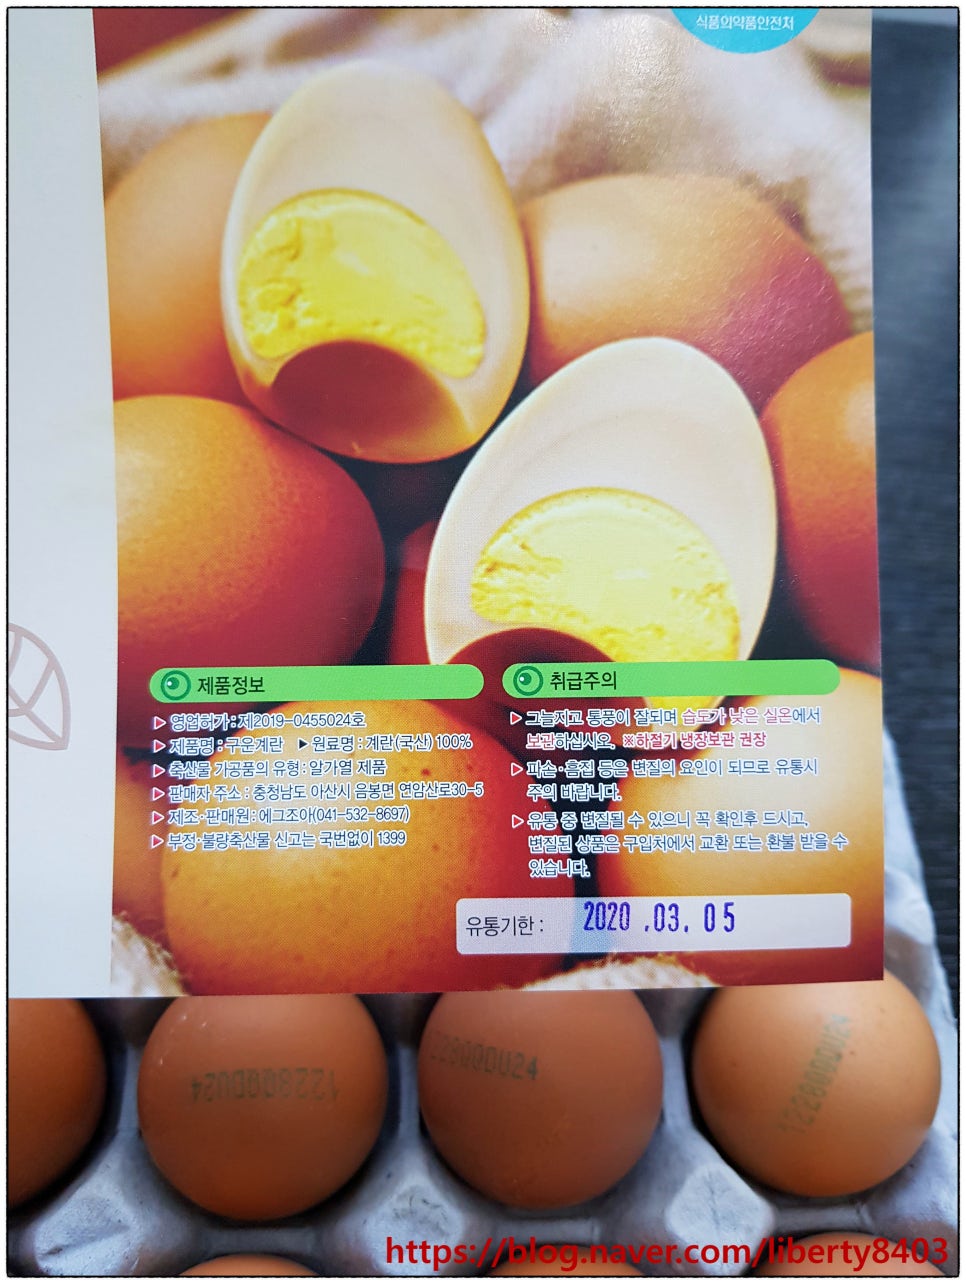 식품의약품안전처
제품정보
▷ 영업허가 : 제2019-0455024호
▷ 제품명 : 구운계란 ▶ 원료명 : 계란(국산) 100%
▷ 축산물 가공품의 유형 : 알가열 제품
▷ 판매자 주소 : 충청남도 아산시 음봉면 연암산로30-5
▷ 제조·판매원 : 에그조아(041-532-8697)
▷ 부정·불량축산물 신고는 국번없이 1399
취급주의
▷ 그늘지고 통풍이 잘되며 습도가 낮은 실온에서
보관하십시오. ※하절기 냉장보관 권장
▷ 파손·흠집 등은 변질의 요인이 되므로 유통시
주의 바랍니다.
▷ 유통 중 변질될 수 있으니 꼭 확인후 드시고,
변질된 상품은 구입처에서 교환 또는 환불 받을 수
있습니다.
유통기한 : 2020 .03. 05
https://blog.naver.com/liberty8403